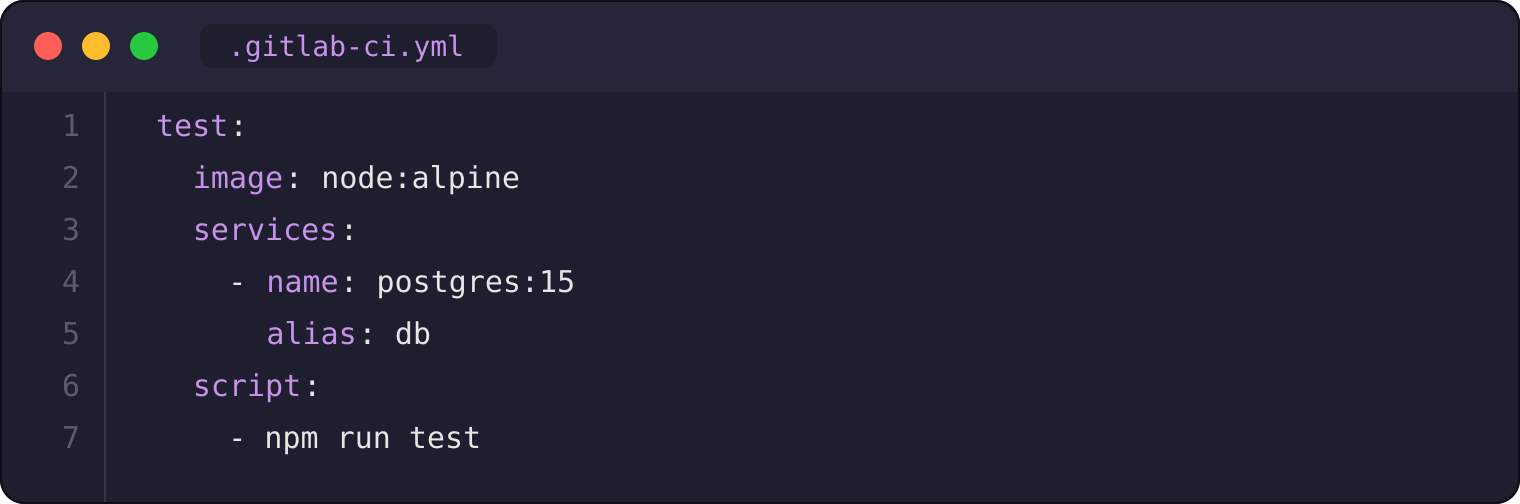 .gitlab-ci.yml
1 test:
2   image: node:alpine
3   services:
4     - name: postgres:15
5       alias: db
6   script:
7     - npm run test